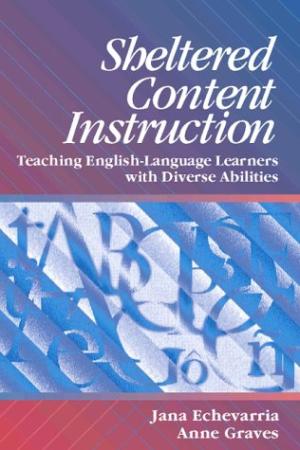 Sheltered
Content
Instruction
Teaching English-Language Learners
with Diverse Abilities
Jana Echevarria
Anne Graves